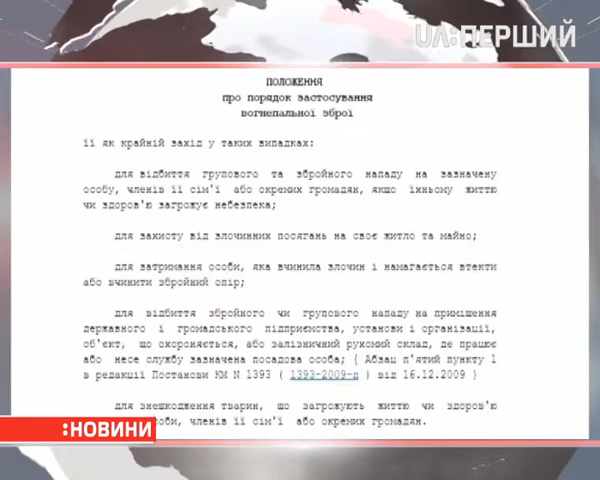 UA:ПЕРШИЙ
ПОЛОЖЕННЯ
про порядок застосування
вогнепальної зброї
її як крайній захід у таких випадках:
для відбиття групового та збройного нападу на зазначену
особу, членів її сім'ї або окремих громадян, якщо їхньому життю
чи здоров'ю загрожує небезпека;
для захисту від злочинних посягань на своє житло та майно;
для затримання особи, яка вчинила злочин і намагається втекти
або вчинити збройний опір;
для відбиття збройного чи групового нападу на приміщення
державного і громадського підприємства, установи і організації,
об'єкт, що охороняється, або залізничний рухомий склад, де працює
або несе службу зазначена посадова особа; ( Абзац п'ятий пункту 1
в редакції Постанови КМ N 1393 ( 1393-2009-п ) від 16.12.2009 )
для знешкодження тварин, що загрожують життю чи здоров'ю
членів її сім'ї або окремих громадян.
:НОВИНИ